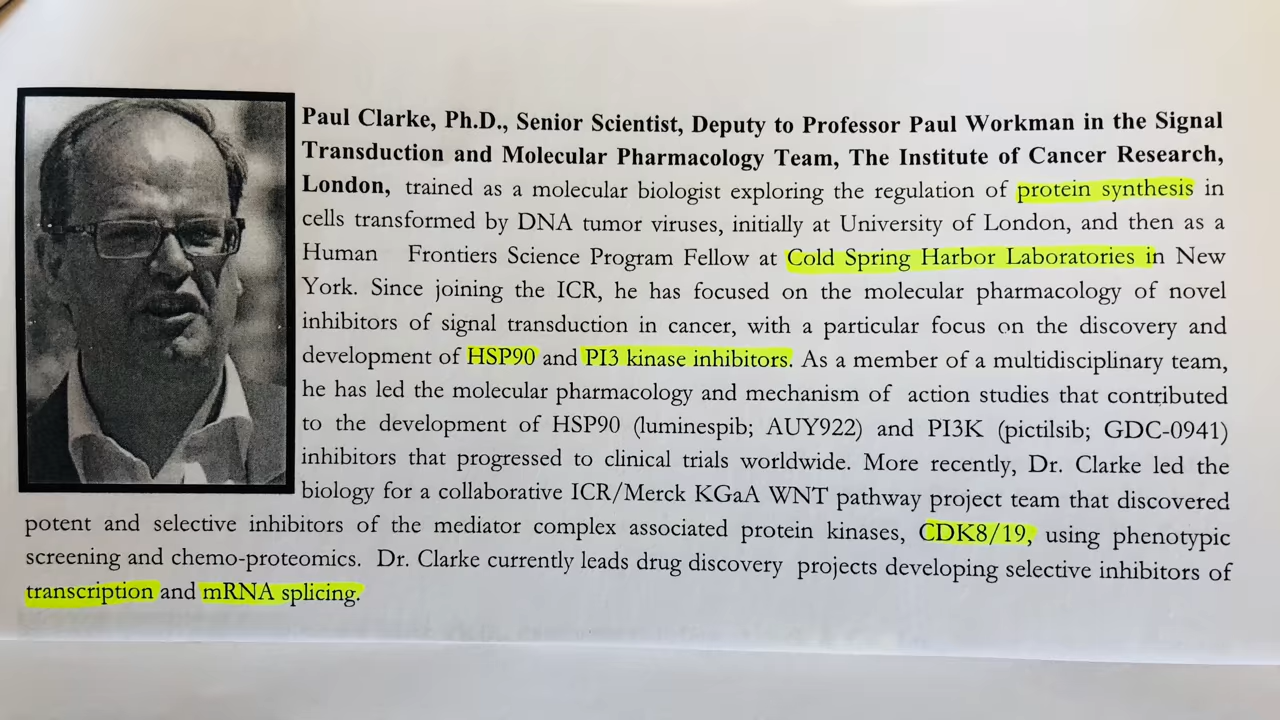 Paul Clarke, Ph.D., Senior Scientist, Deputy to Professor Paul Workman in the Signal
Transduction and Molecular Pharmacology Team, The Institute of Cancer Research,
London, trained as a molecular biologist exploring the regulation of protein synthesis in
cells transformed by DNA tumor viruses, initially at University of London, and then as a
Human Frontiers Science Program Fellow at Cold Spring Harbor Laboratories in New
York. Since joining the ICR, he has focused on the molecular pharmacology of novel
inhibitors of signal transduction in cancer, with a particular focus on the discovery and
development of HSP90 and PI3 kinase inhibitors. As a member of a multidisciplinary team,
he has led the molecular pharmacology and mechanism of action studies that contributed
to the development of HSP90 (luminespib; AUY922) and PI3K (pictilsib; GDC-0941)
inhibitors that progressed to clinical trials worldwide. More recently, Dr. Clarke led the
biology for a collaborative ICR/Merck KGaA WNT pathway project team that discovered
potent and selective inhibitors of the mediator complex associated protein kinases, CDK8/19, using phenotypic
screening and chemo-proteomics. Dr. Clarke currently leads drug discovery projects developing selective inhibitors of
transcription and mRNA splicing.